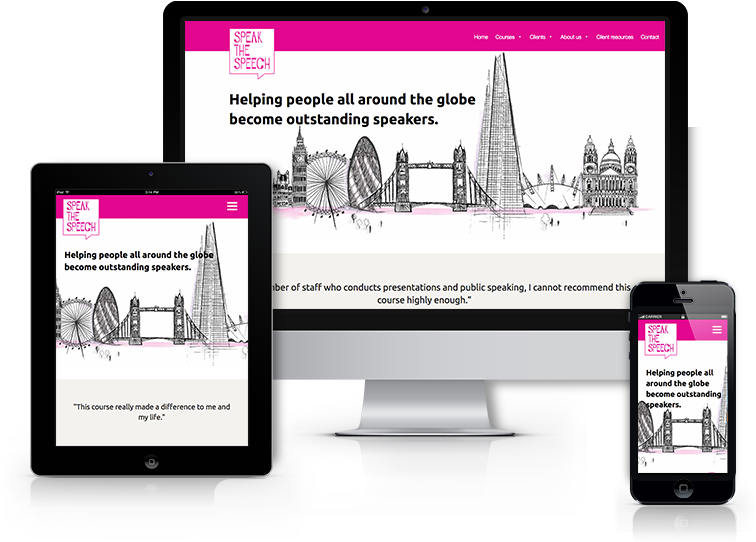 SPEAK
THE
SPEECH
Home Courses Clients About us Client resources Contact
Helping people all around the globe
become outstanding speakers.
mber of staff who conducts presentations and public speaking, I cannot recommend this
course highly enough."
iPad 3:14 PM
SPEAK
THE
SPEECH
Helping people all around the globe
become outstanding speakers.
"This course really made a difference to me and
my life."
CARRIER
SPEAK
THE
SPEECH
Helping people all
around the globe
become outstanding
speakers.